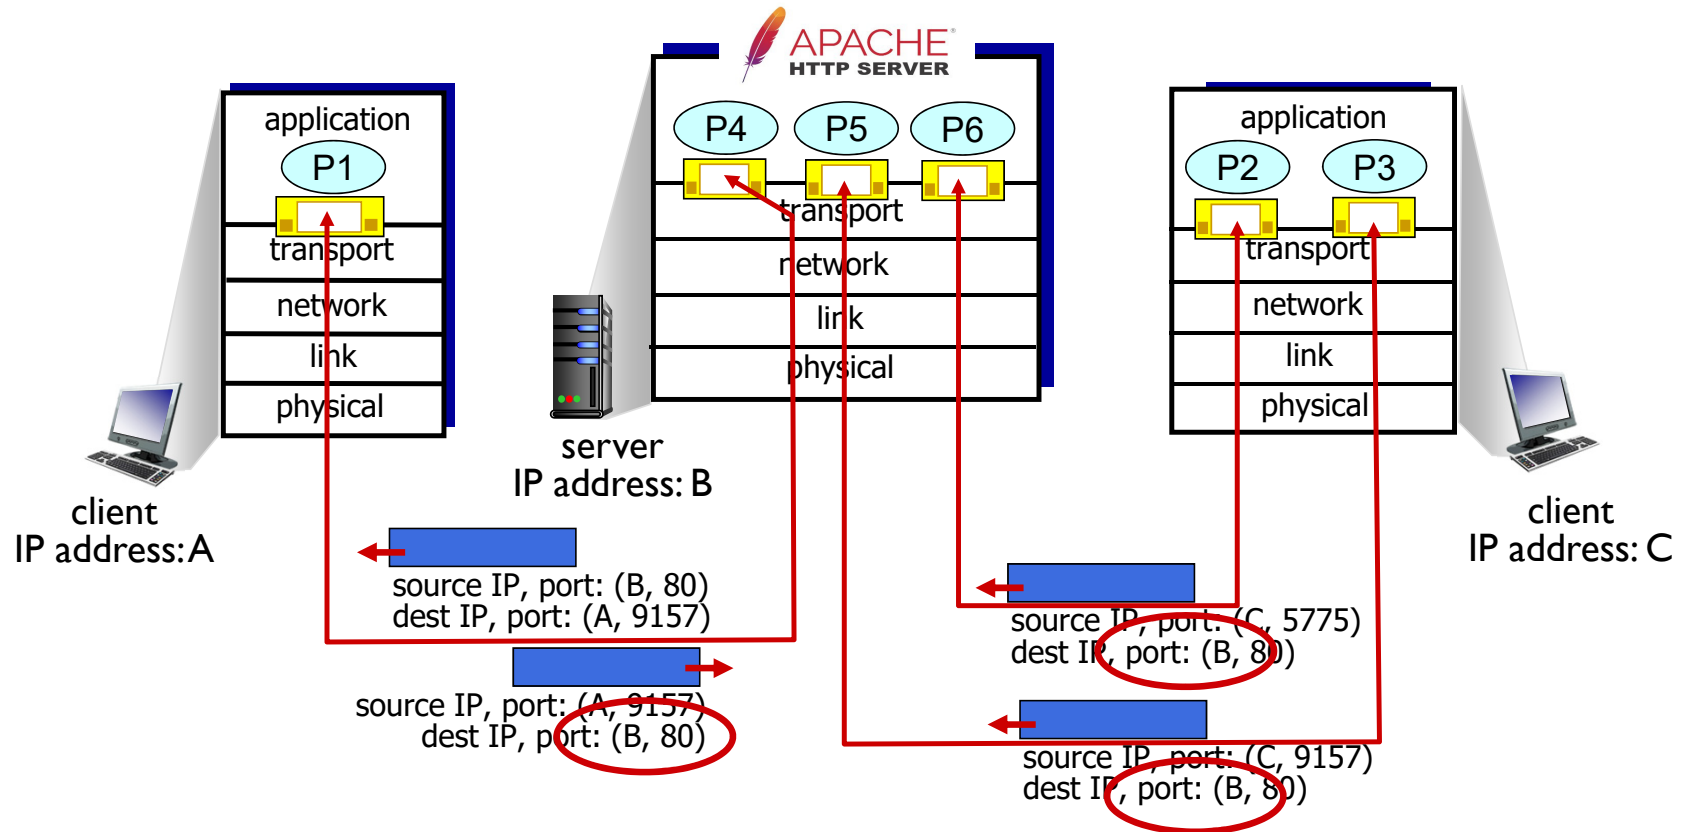 APACHE
HTTP SERVER
application
P1
transport
network
link
physical
client
IP address: A
P4
P5
P6
transport
network
link
physical
server
IP address: B
application
P2
P3
transport
network
link
physical
client
IP address: C
source IP, port: (B, 80)
dest IP, port: (A, 9157)
source IP, port: (A, 9157)
dest IP, port: (B, 80)
source IP, port: (C, 5775)
dest IP, port: (B, 80)
source IP, port: (C, 9157)
dest IP, port: (B, 80)